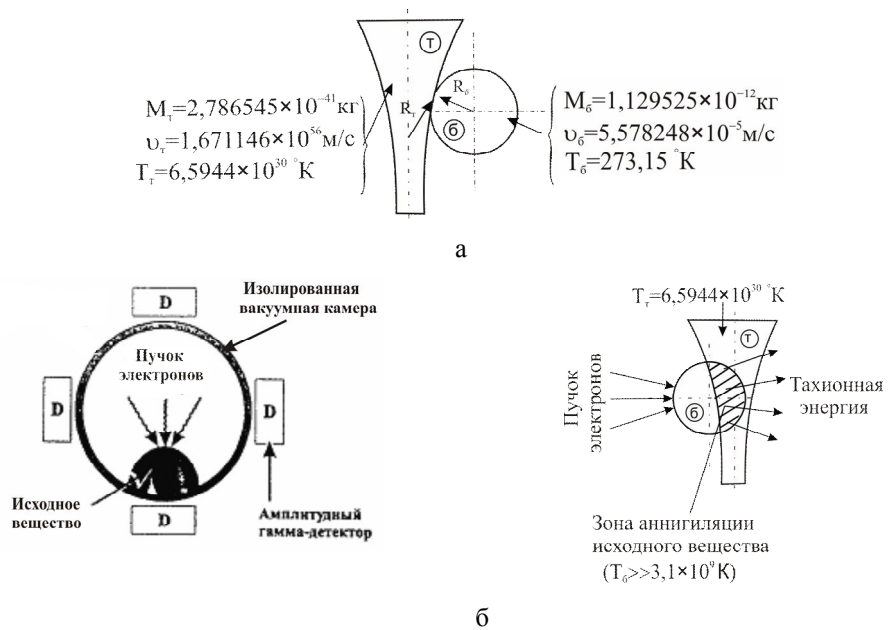 т
Rб
Rт
б
Mт=2,786545×10⁻⁴¹кг
υт=1,671146×10⁵⁶м/с
Tт=6,5944×10³⁰ °К
Mб=1,129525×10⁻¹²кг
υб=5,578248×10⁻⁵м/с
Tб=273,15 °К
а
D
Изолированная
вакуумная камера
Пучок
электронов
D
D
Исходное
вещество
D
Амплитудный
гамма-детектор
Tт=6,5944×10³⁰ °К
т
Пучок
электронов
б
Тахионная
энергия
Зона аннигиляции
исходного вещества
(Tб>>3,1×10⁹К)
б